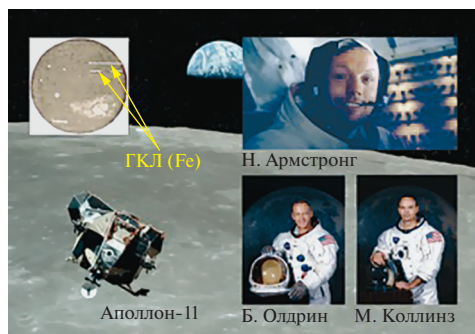 ГКЛ (Fe)
Н. Армстронг
Аполлон-11
Б. Олдрин
М. Коллинз